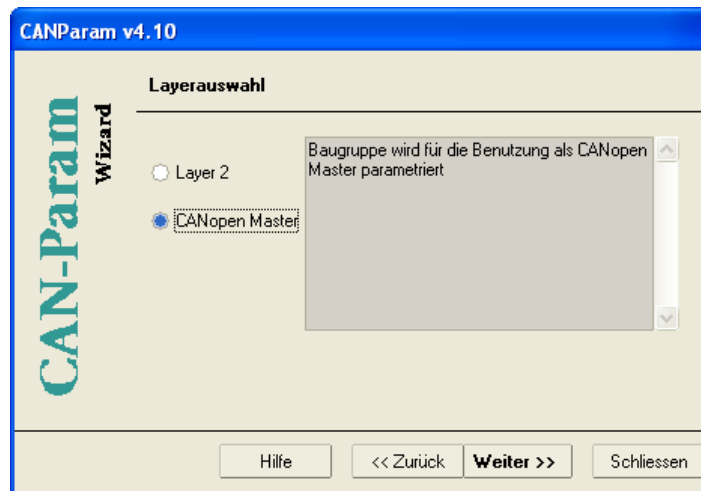 CANParam v4.10
CAN-Param
Wizard
Layerauswahl
Layer 2
CANopen Master
Baugruppe wird für die Benutzung als CANopen
Master parametriert
Hilfe
<< Zurück
Weiter >>
Schliessen